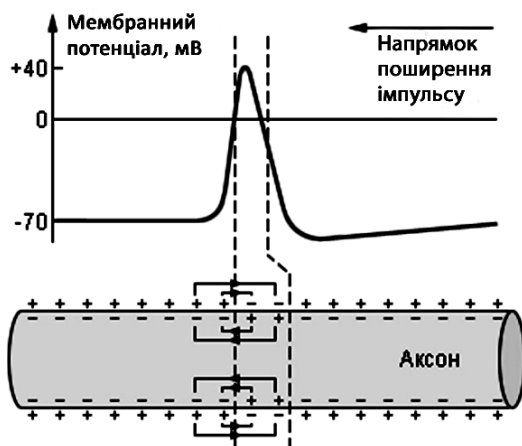 Мембранний
потенціал, мВ
Напрямок
поширення
імпульсу
+40
0
-70
+ + + + + + + + - - - + + + + + + + + +
- - - - - - - - + + - - - - - - - - -
Аксон
- - - - - - - - + + - - - - - - - - -
+ + + + + + + + - - - + + + + + + + + +